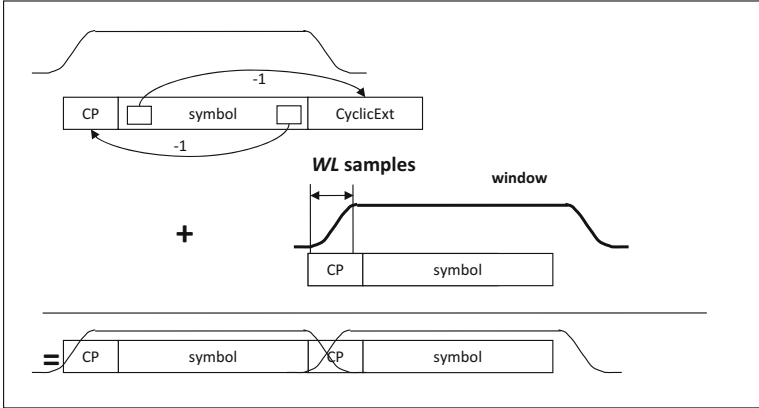 -1
CP symbol CyclicExt
-1
WL samples
window
+
CP symbol
= CP symbol CP symbol